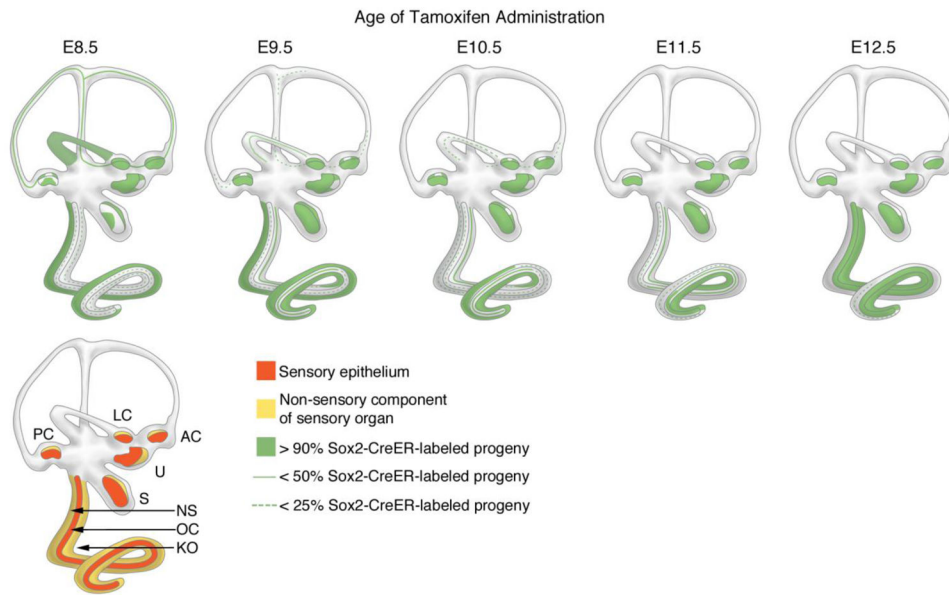 Age of Tamoxifen Administration
E8.5 E9.5 E10.5 E11.5 E12.5
Sensory epithelium
Non-sensory component
of sensory organ
> 90% Sox2-CreER-labeled progeny
< 50% Sox2-CreER-labeled progeny
< 25% Sox2-CreER-labeled progeny
LC
PC
AC
U
S
NS
OC
KO